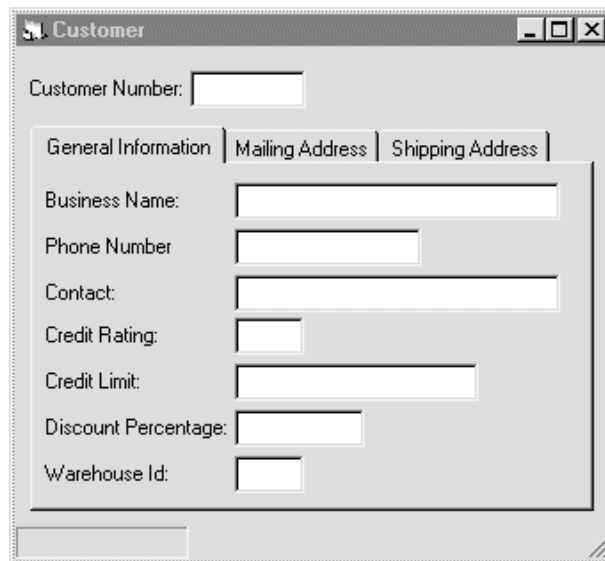 Customer
Customer Number:
General Information Mailing Address Shipping Address
Business Name:
Phone Number
Contact:
Credit Rating:
Credit Limit:
Discount Percentage:
Warehouse Id: